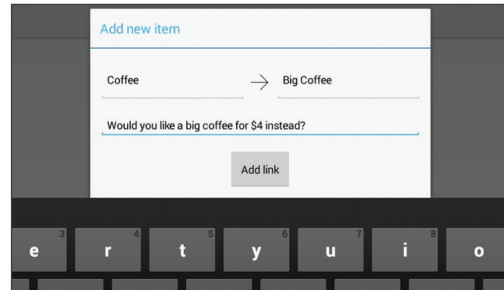 Add new item
Coffee → Big Coffee
Would you like a big coffee for $4 instead?
Add link
3 4 5 6 7 8
e r t y u i o